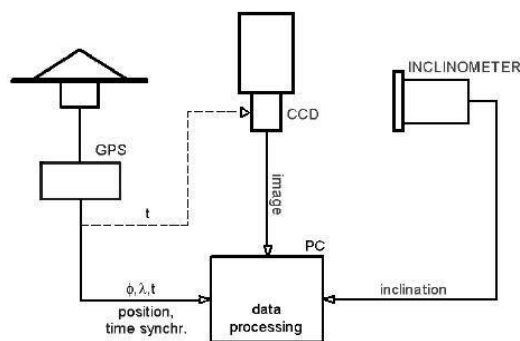 INCLINOMETER
CCD
GPS
t
image
PC
ϕ,λ,t
position,
time synchr.
data
processing
inclination